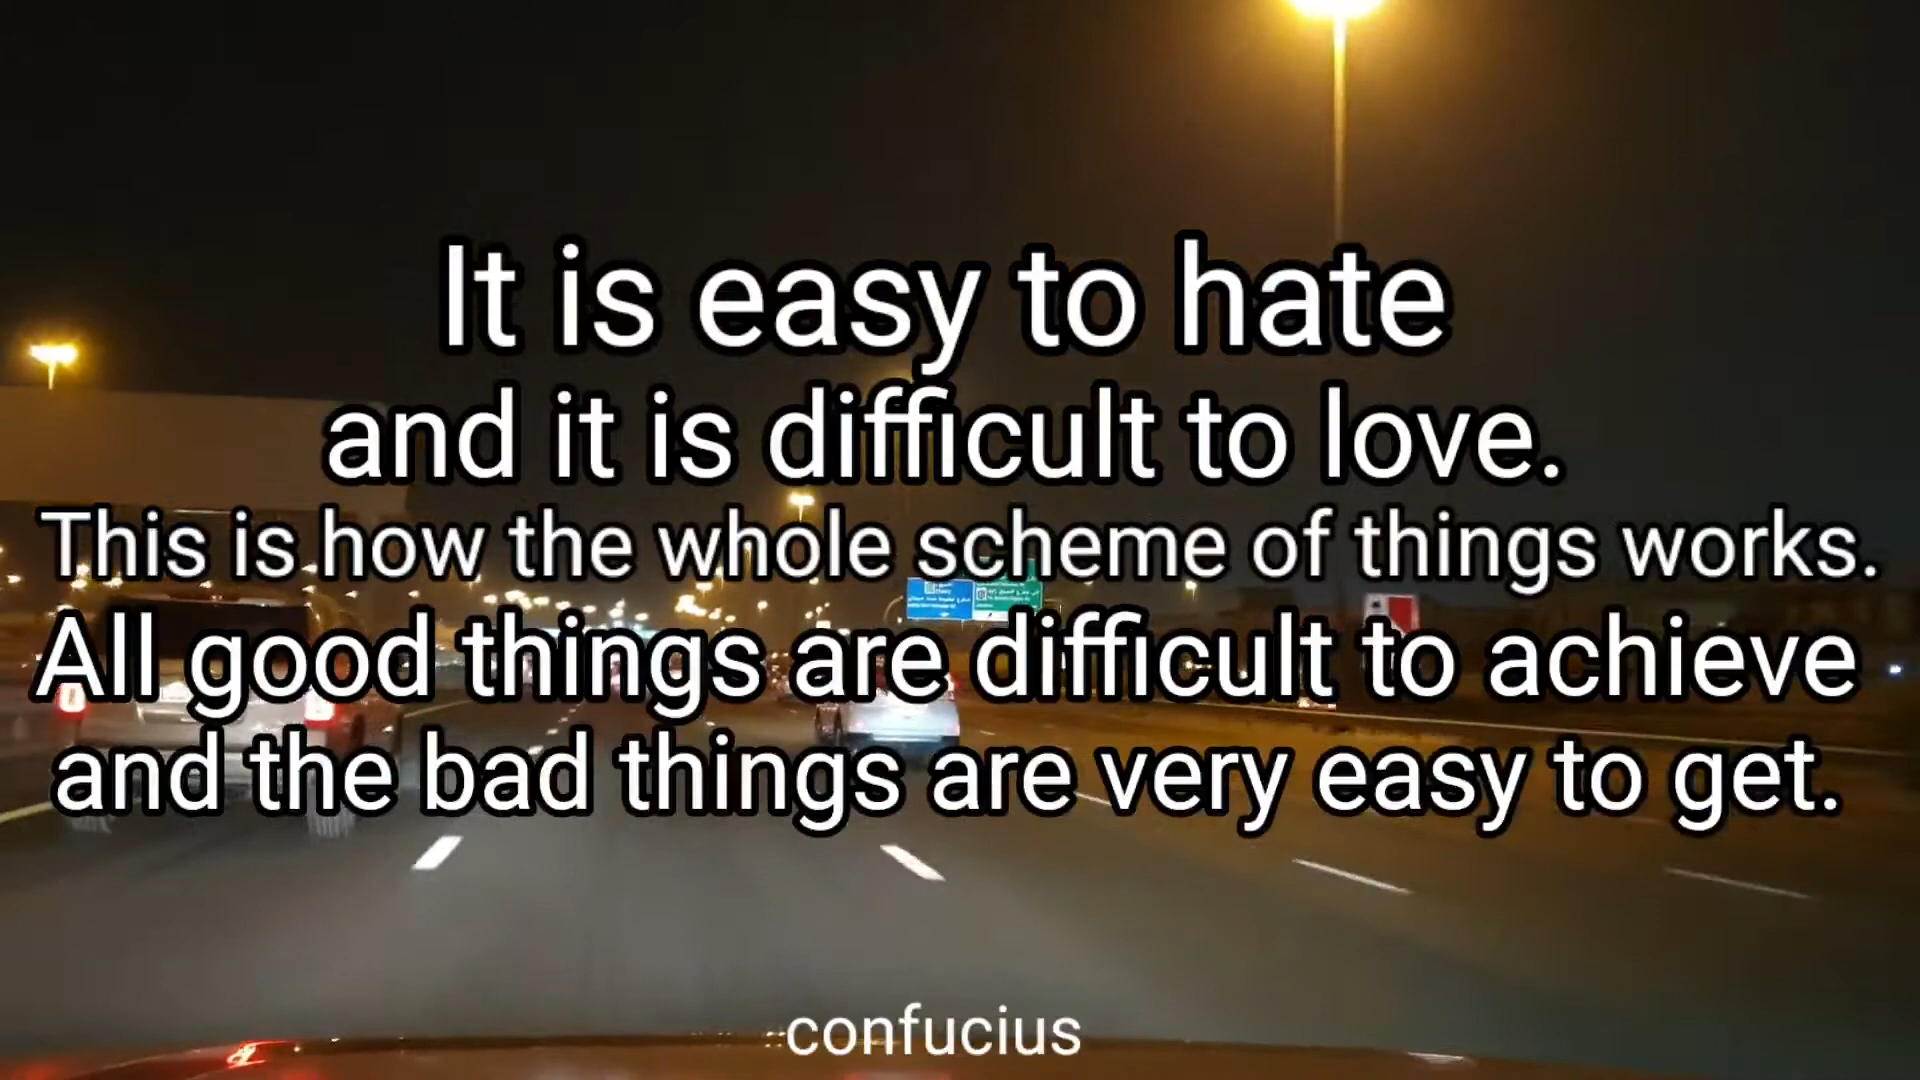 It is easy to hate
and it is difficult to love.
This is how the whole scheme of things works.
All good things are difficult to achieve
and the bad things are very easy to get.
confucius